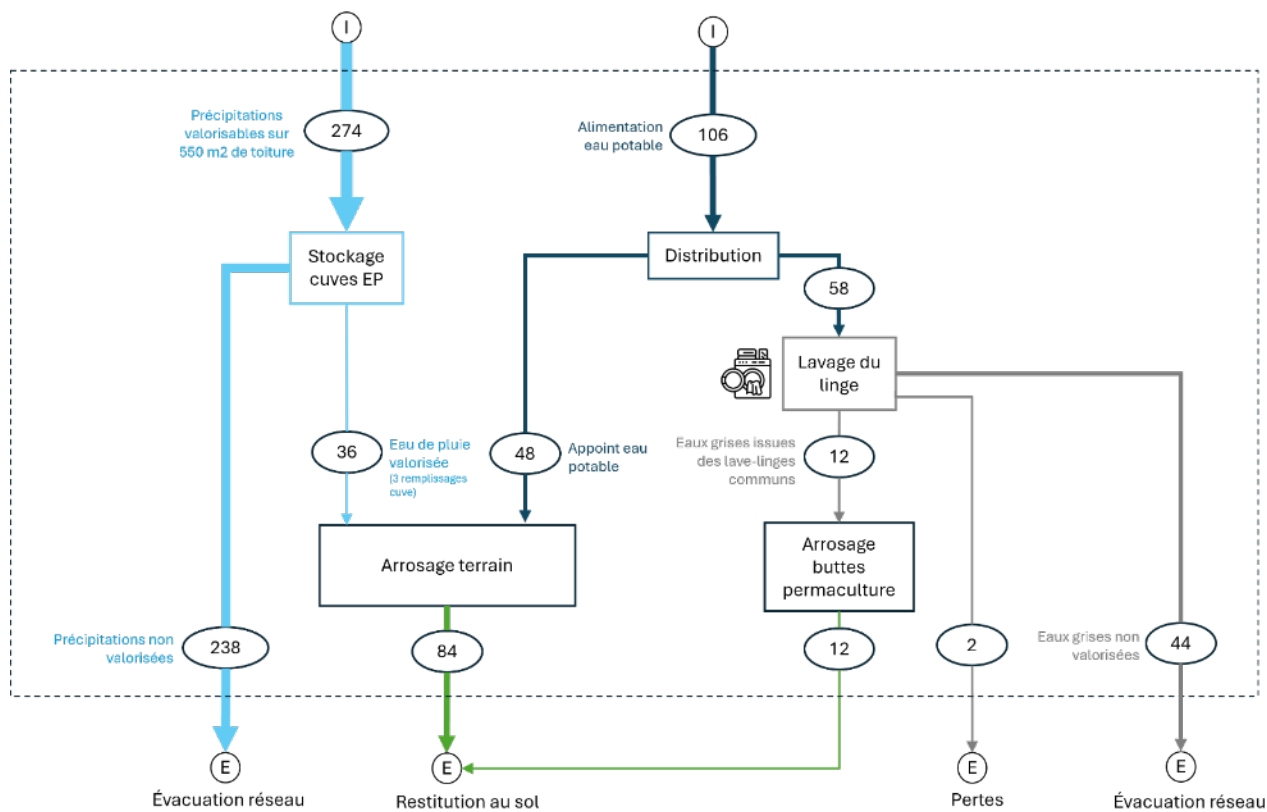 I
I
Précipitations
valorisables sur
550 m2 de toiture
274
Alimentation
eau potable
106
Stockage
cuves EP
Distribution
58
Lavage du
linge
36
Eau de pluie
valorisée
(3 remplissages
cuve)
48
Appoint eau
potable
Eaux grises issues
des lave-linges
communs
12
Arrosage terrain
Arrosage
buttes
permaculture
Précipitations non
valorisées
238
84
12
2
Eaux grises non
valorisées
44
E
E
E
E
Évacuation réseau
Restitution au sol
Pertes
Évacuation réseau